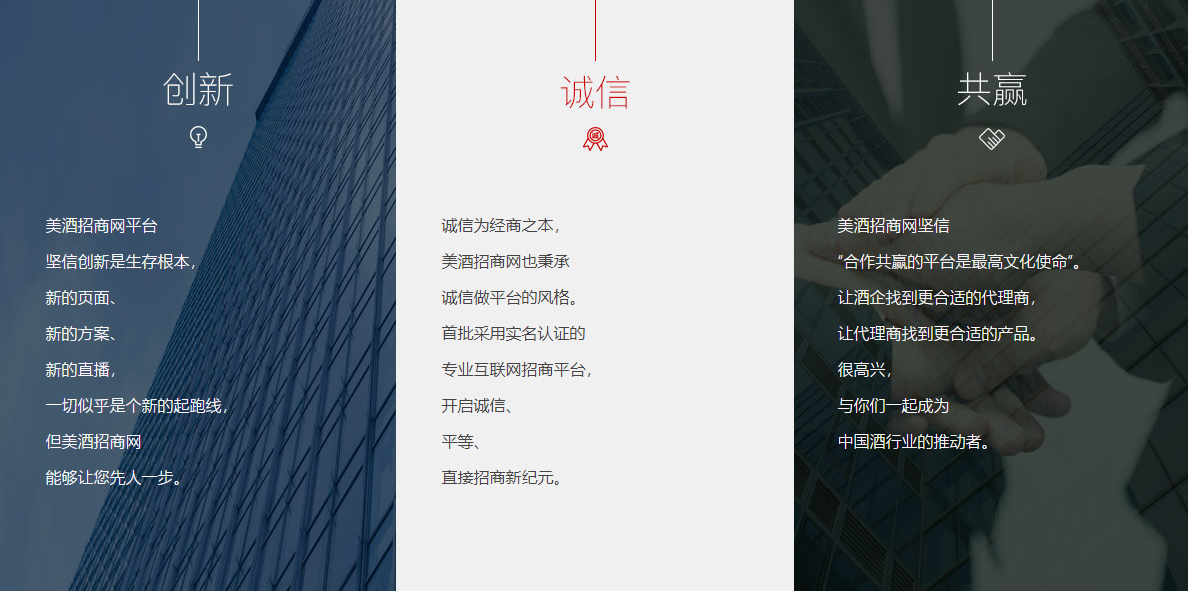 创新
美酒招商网平台
坚信创新是生存根本，
新的页面、
新的方案、
新的直播，
一切似乎是个新的起跑线，
但美酒招商网
能够让您先人一步。
诚信
诚
诚信为经商之本，
美酒招商网也秉承
诚信做平台的风格。
首批采用实名认证的
专业互联网招商平台，
开启诚信、
平等、
直接招商新纪元。
共赢
美酒招商网坚信
“合作共赢的平台是最高文化使命”。
让酒企找到更合适的代理商，
让代理商找到更合适的产品。
很高兴，
与你们一起成为
中国酒行业的推动者。